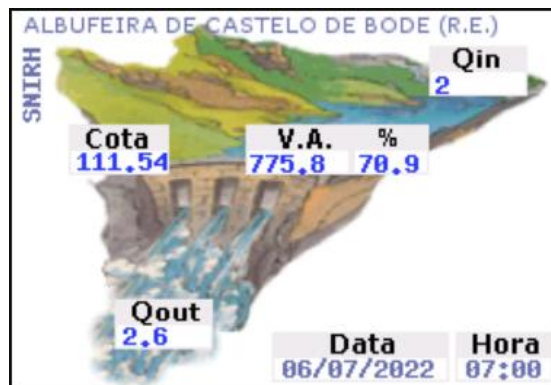 ALBUFEIRA DE CASTELO DE BODE (R.E.)
SNIRH
Qin
2
Cota V.A. %
111.54 775.8 70.9
Qout
2.6
Data Hora
06/07/2022 07:00